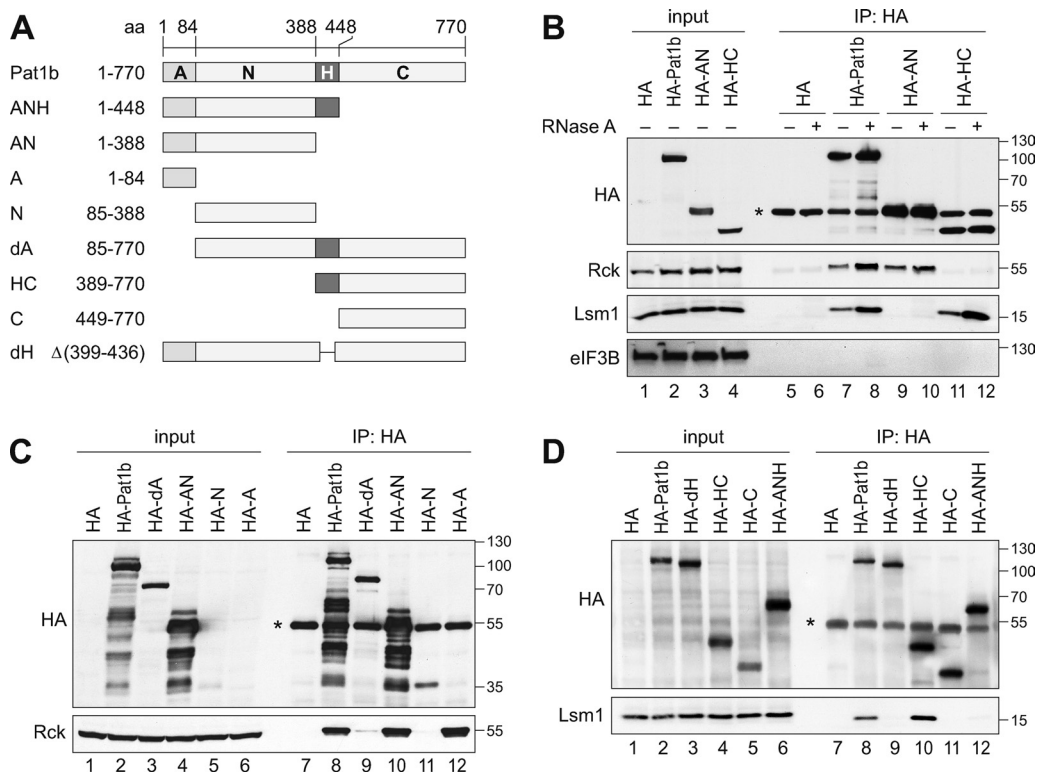 A
aa 1 84 388 448 770
Pat1b 1-770 A N H C
ANH 1-448
AN 1-388
A 1-84
N 85-388
dA 85-770
HC 389-770
C 449-770
dH Δ(399-436)
B
input IP: HA
HA HA-Pat1b HA-AN HA-HC HA HA-Pat1b HA-AN HA-HC
RNase A – – – – – + – + – + – +
130
100
70
HA
* 55
Rck 55
Lsm1 15
eIF3B 130
1 2 3 4 5 6 7 8 9 10 11 12
C
input IP: HA
HA HA-Pat1b HA-dA HA-AN HA-N HA-A HA HA-Pat1b HA-dA HA-AN HA-N HA-A
130
100
70
HA
* 55
35
Rck 55
1 2 3 4 5 6 7 8 9 10 11 12
D
input IP: HA
HA HA-Pat1b HA-dH HA-HC HA-C HA-ANH HA HA-Pat1b HA-dH HA-HC HA-C HA-ANH
130
100
70
HA
* 55
Lsm1 15
1 2 3 4 5 6 7 8 9 10 11 12